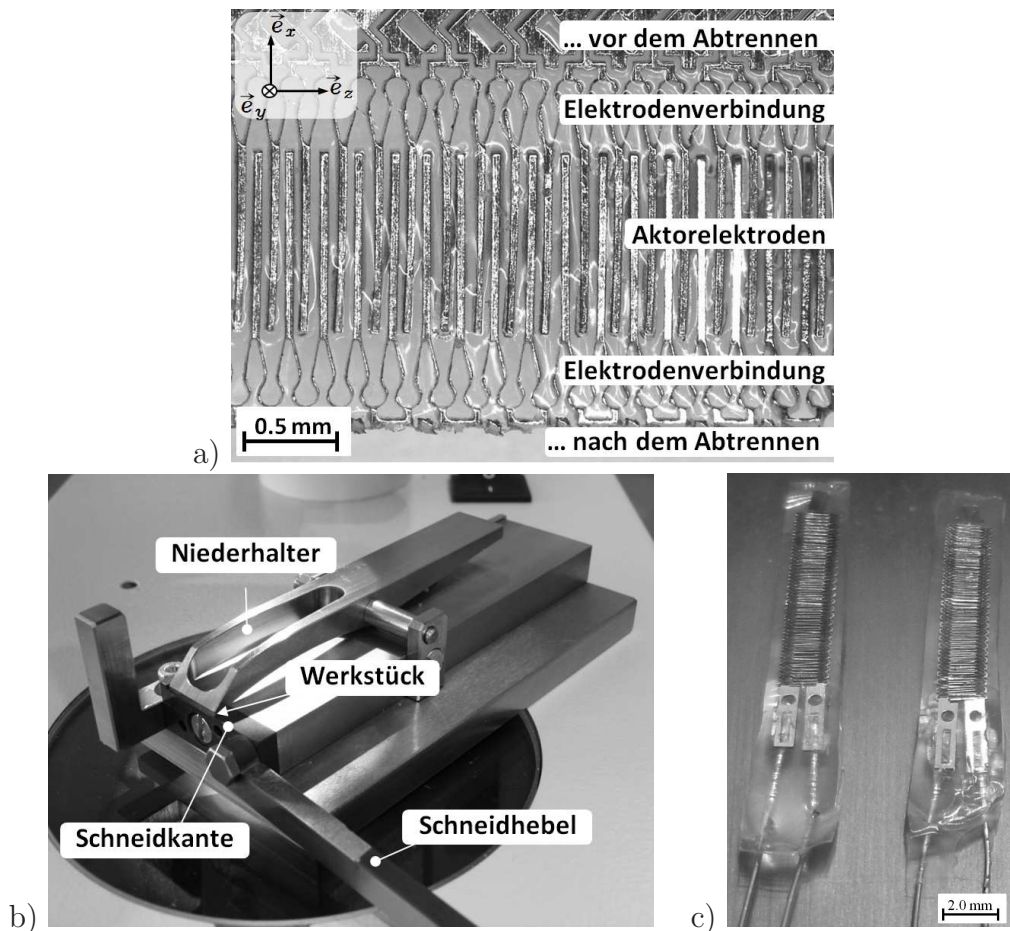 e_x
e_z
e_y
... vor dem Abtrennen
Elektrodenverbindung
Aktorelektroden
Elektrodenverbindung
0.5 mm
... nach dem Abtrennen
a)
Niederhalter
Werkstück
Schneidkante
Schneidhebel
b)
2.0 mm
c)